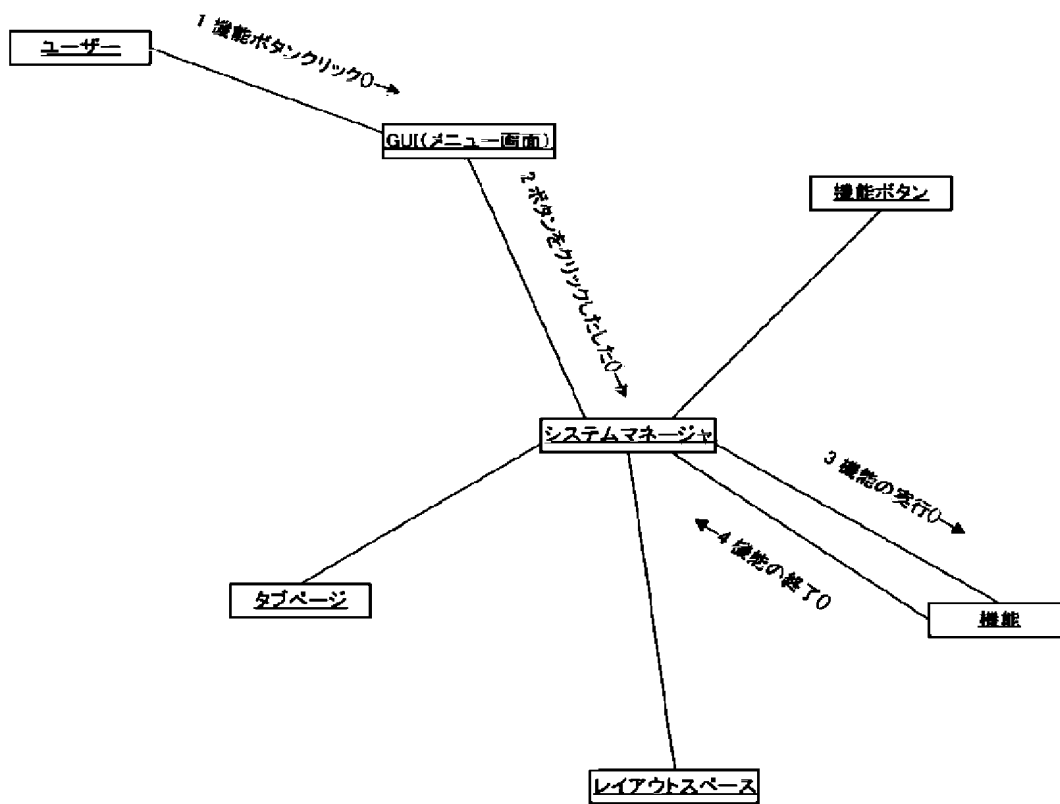 ユーザー
1 機能ボタンクリック()→
GUI(メニュー画面)
2 ボタンをクリックしたした()→
機能ボタン
システムマネージャ
3 機能の実行()→
←4 機能の終了()
タブページ
機能
レイアウトスペース